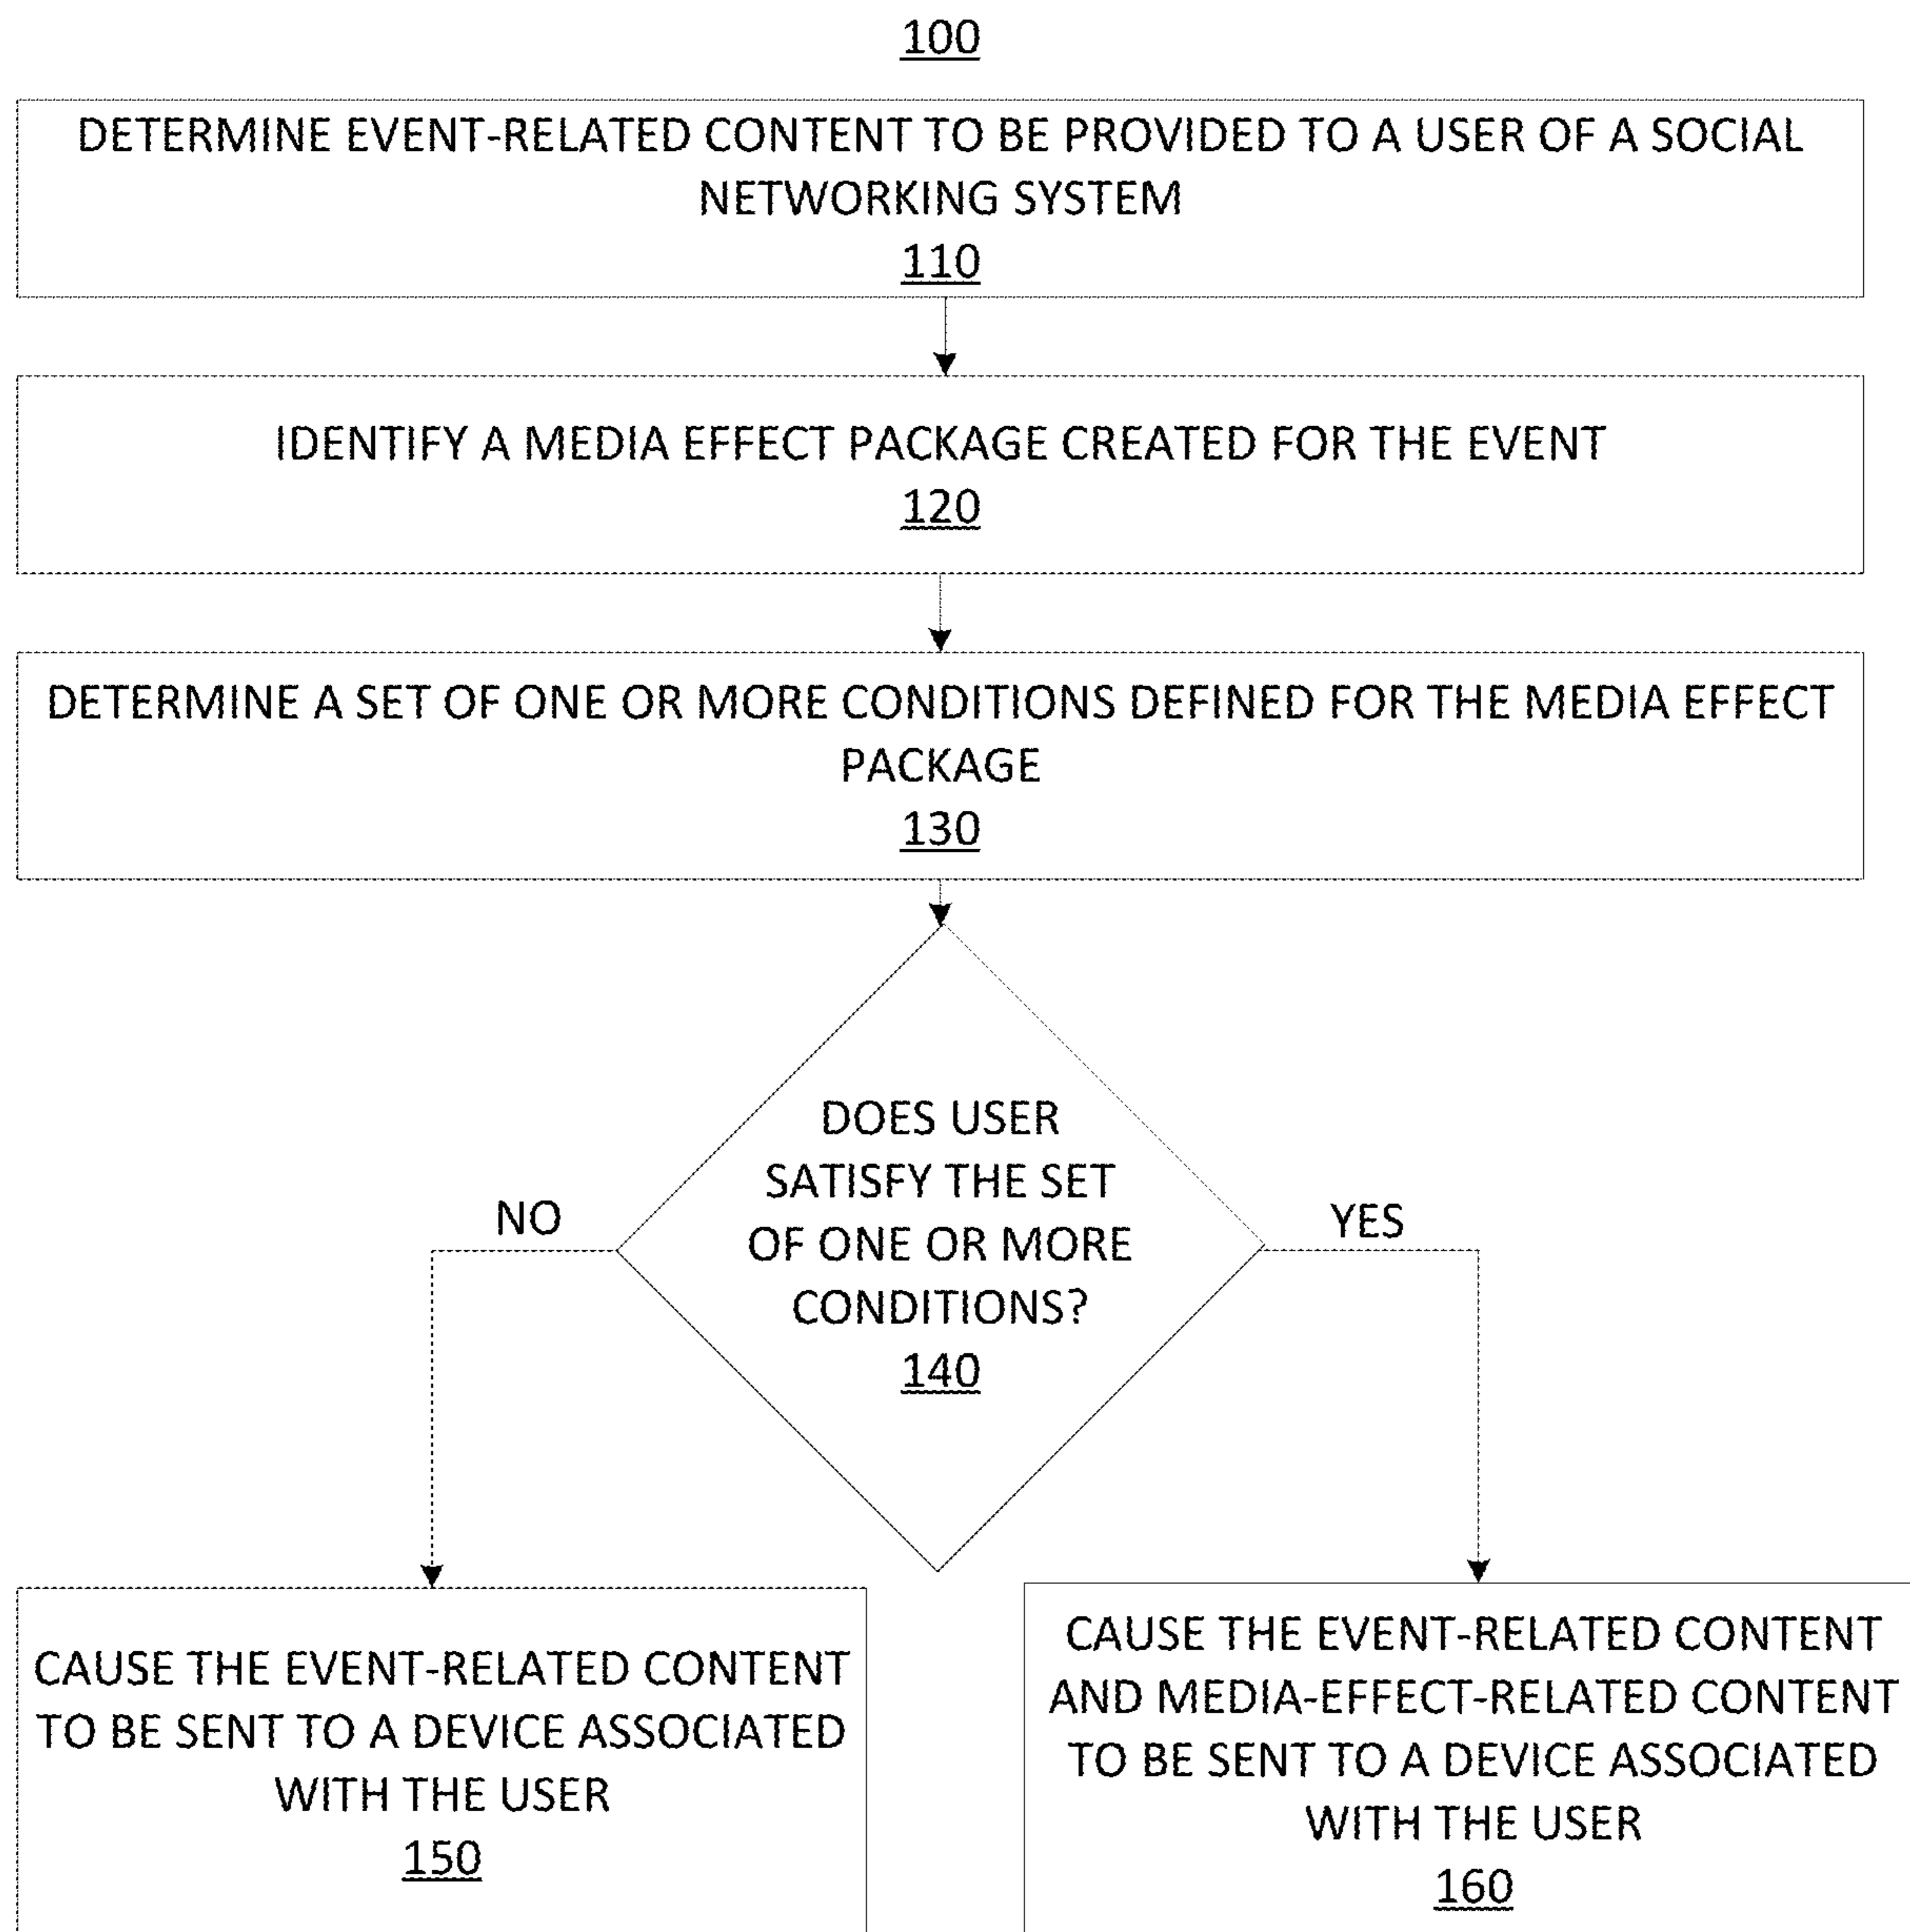 100
DETERMINE EVENT-RELATED CONTENT TO BE PROVIDED TO A USER OF A SOCIAL
NETWORKING SYSTEM
110
IDENTIFY A MEDIA EFFECT PACKAGE CREATED FOR THE EVENT
120
DETERMINE A SET OF ONE OR MORE CONDITIONS DEFINED FOR THE MEDIA EFFECT
PACKAGE
130
DOES USER
SATISFY THE SET
OF ONE OR MORE
CONDITIONS?
140
NO
YES
CAUSE THE EVENT-RELATED CONTENT
TO BE SENT TO A DEVICE ASSOCIATED
WITH THE USER
150
CAUSE THE EVENT-RELATED CONTENT
AND MEDIA-EFFECT-RELATED CONTENT
TO BE SENT TO A DEVICE ASSOCIATED
WITH THE USER
160